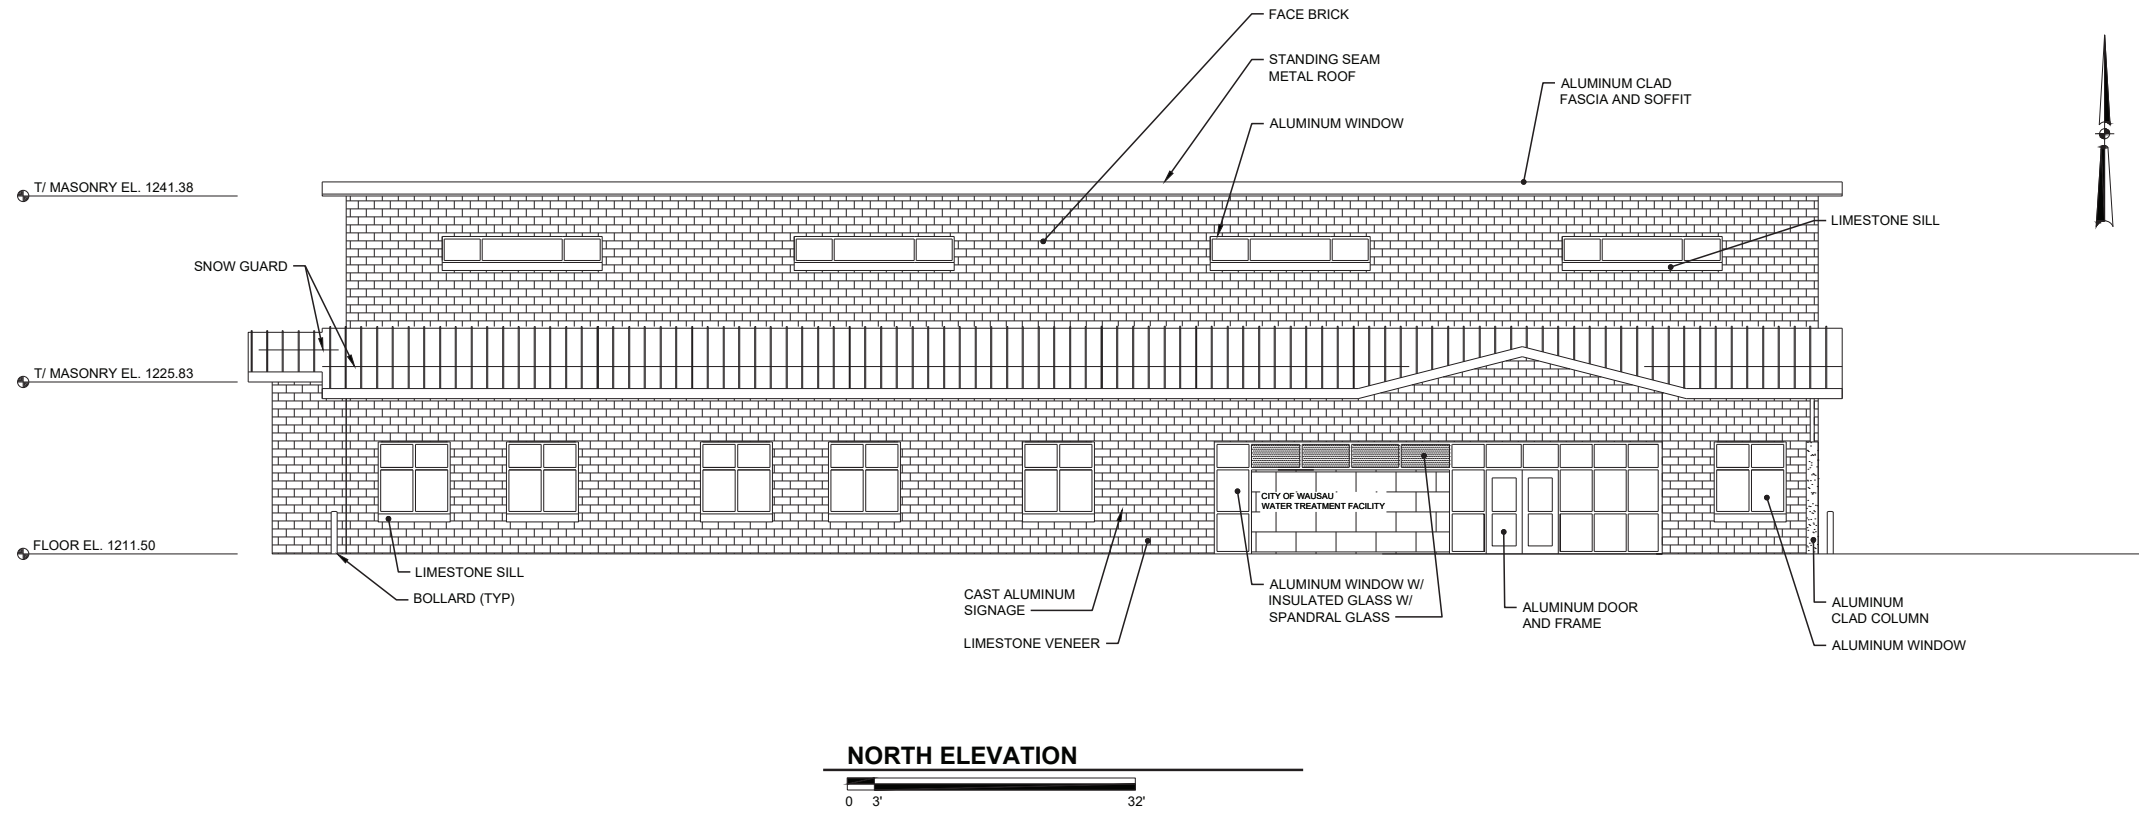 FACE BRICK
STANDING SEAM
METAL ROOF
ALUMINUM CLAD
FASCIA AND SOFFIT
ALUMINUM WINDOW
T/ MASONRY EL. 1241.38
LIMESTONE SILL
SNOW GUARD
T/ MASONRY EL. 1225.83
CITY OF WAUSAU
WATER TREATMENT FACILITY
FLOOR EL. 1211.50
LIMESTONE SILL
BOLLARD (TYP)
CAST ALUMINUM
SIGNAGE
LIMESTONE VENEER
ALUMINUM WINDOW W/
INSULATED GLASS W/
SPANDRAL GLASS
ALUMINUM DOOR
AND FRAME
ALUMINUM
CLAD COLUMN
ALUMINUM WINDOW
NORTH ELEVATION
0 3' 32'